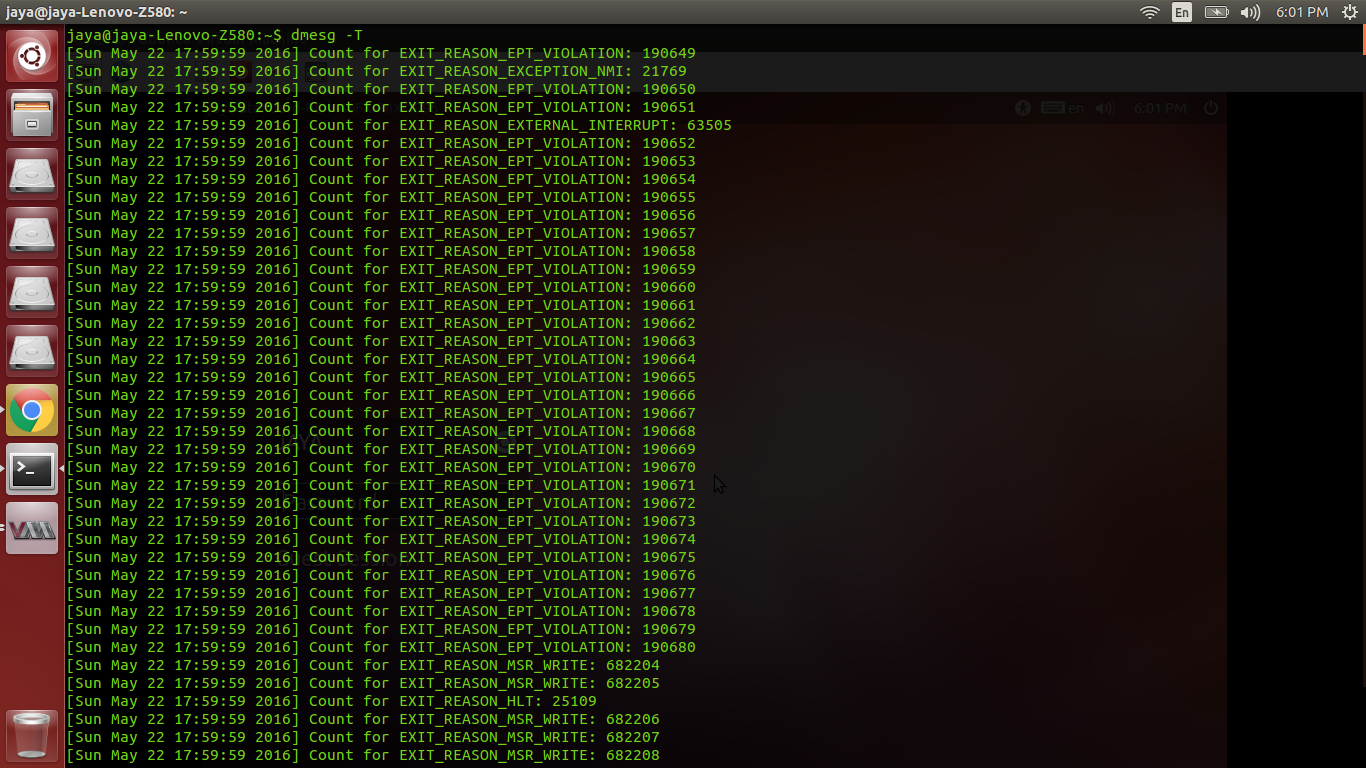 jaya@jaya-Lenovo-Z580: ~
En
6:01 PM
jaya@jaya-Lenovo-Z580:~$ dmesg -T
[Sun May 22 17:59:59 2016] Count for EXIT_REASON_EPT_VIOLATION: 190649
[Sun May 22 17:59:59 2016] Count for EXIT_REASON_EXCEPTION_NMI: 21769
[Sun May 22 17:59:59 2016] Count for EXIT_REASON_EPT_VIOLATION: 190650
[Sun May 22 17:59:59 2016] Count for EXIT_REASON_EPT_VIOLATION: 190651
en
6:01 PM
[Sun May 22 17:59:59 2016] Count for EXIT_REASON_EXTERNAL_INTERRUPT: 63505
[Sun May 22 17:59:59 2016] Count for EXIT_REASON_EPT_VIOLATION: 190652
[Sun May 22 17:59:59 2016] Count for EXIT_REASON_EPT_VIOLATION: 190653
[Sun May 22 17:59:59 2016] Count for EXIT_REASON_EPT_VIOLATION: 190654
[Sun May 22 17:59:59 2016] Count for EXIT_REASON_EPT_VIOLATION: 190655
[Sun May 22 17:59:59 2016] Count for EXIT_REASON_EPT_VIOLATION: 190656
[Sun May 22 17:59:59 2016] Count for EXIT_REASON_EPT_VIOLATION: 190657
[Sun May 22 17:59:59 2016] Count for EXIT_REASON_EPT_VIOLATION: 190658
[Sun May 22 17:59:59 2016] Count for EXIT_REASON_EPT_VIOLATION: 190659
[Sun May 22 17:59:59 2016] Count for EXIT_REASON_EPT_VIOLATION: 190660
[Sun May 22 17:59:59 2016] Count for EXIT_REASON_EPT_VIOLATION: 190661
[Sun May 22 17:59:59 2016] Count for EXIT_REASON_EPT_VIOLATION: 190662
[Sun May 22 17:59:59 2016] Count for EXIT_REASON_EPT_VIOLATION: 190663
[Sun May 22 17:59:59 2016] Count for EXIT_REASON_EPT_VIOLATION: 190664
[Sun May 22 17:59:59 2016] Count for EXIT_REASON_EPT_VIOLATION: 190665
[Sun May 22 17:59:59 2016] Count for EXIT_REASON_EPT_VIOLATION: 190666
[Sun May 22 17:59:59 2016] Count for EXIT_REASON_EPT_VIOLATION: 190667
[Sun May 22 17:59:59 2016] Count for EXIT_REASON_EPT_VIOLATION: 190668
[Sun May 22 17:59:59 2016] Count for EXIT_REASON_EPT_VIOLATION: 190669
[Sun May 22 17:59:59 2016] Count for EXIT_REASON_EPT_VIOLATION: 190670
[Sun May 22 17:59:59 2016] Count for EXIT_REASON_EPT_VIOLATION: 190671
[Sun May 22 17:59:59 2016] Count for EXIT_REASON_EPT_VIOLATION: 190672
[Sun May 22 17:59:59 2016] Count for EXIT_REASON_EPT_VIOLATION: 190673
[Sun May 22 17:59:59 2016] Count for EXIT_REASON_EPT_VIOLATION: 190674
[Sun May 22 17:59:59 2016] Count for EXIT_REASON_EPT_VIOLATION: 190675
[Sun May 22 17:59:59 2016] Count for EXIT_REASON_EPT_VIOLATION: 190676
[Sun May 22 17:59:59 2016] Count for EXIT_REASON_EPT_VIOLATION: 190677
[Sun May 22 17:59:59 2016] Count for EXIT_REASON_EPT_VIOLATION: 190678
[Sun May 22 17:59:59 2016] Count for EXIT_REASON_EPT_VIOLATION: 190679
[Sun May 22 17:59:59 2016] Count for EXIT_REASON_EPT_VIOLATION: 190680
[Sun May 22 17:59:59 2016] Count for EXIT_REASON_MSR_WRITE: 682204
[Sun May 22 17:59:59 2016] Count for EXIT_REASON_MSR_WRITE: 682205
[Sun May 22 17:59:59 2016] Count for EXIT_REASON_HLT: 25109
[Sun May 22 17:59:59 2016] Count for EXIT_REASON_MSR_WRITE: 682206
[Sun May 22 17:59:59 2016] Count for EXIT_REASON_MSR_WRITE: 682207
[Sun May 22 17:59:59 2016] Count for EXIT_REASON_MSR_WRITE: 682208